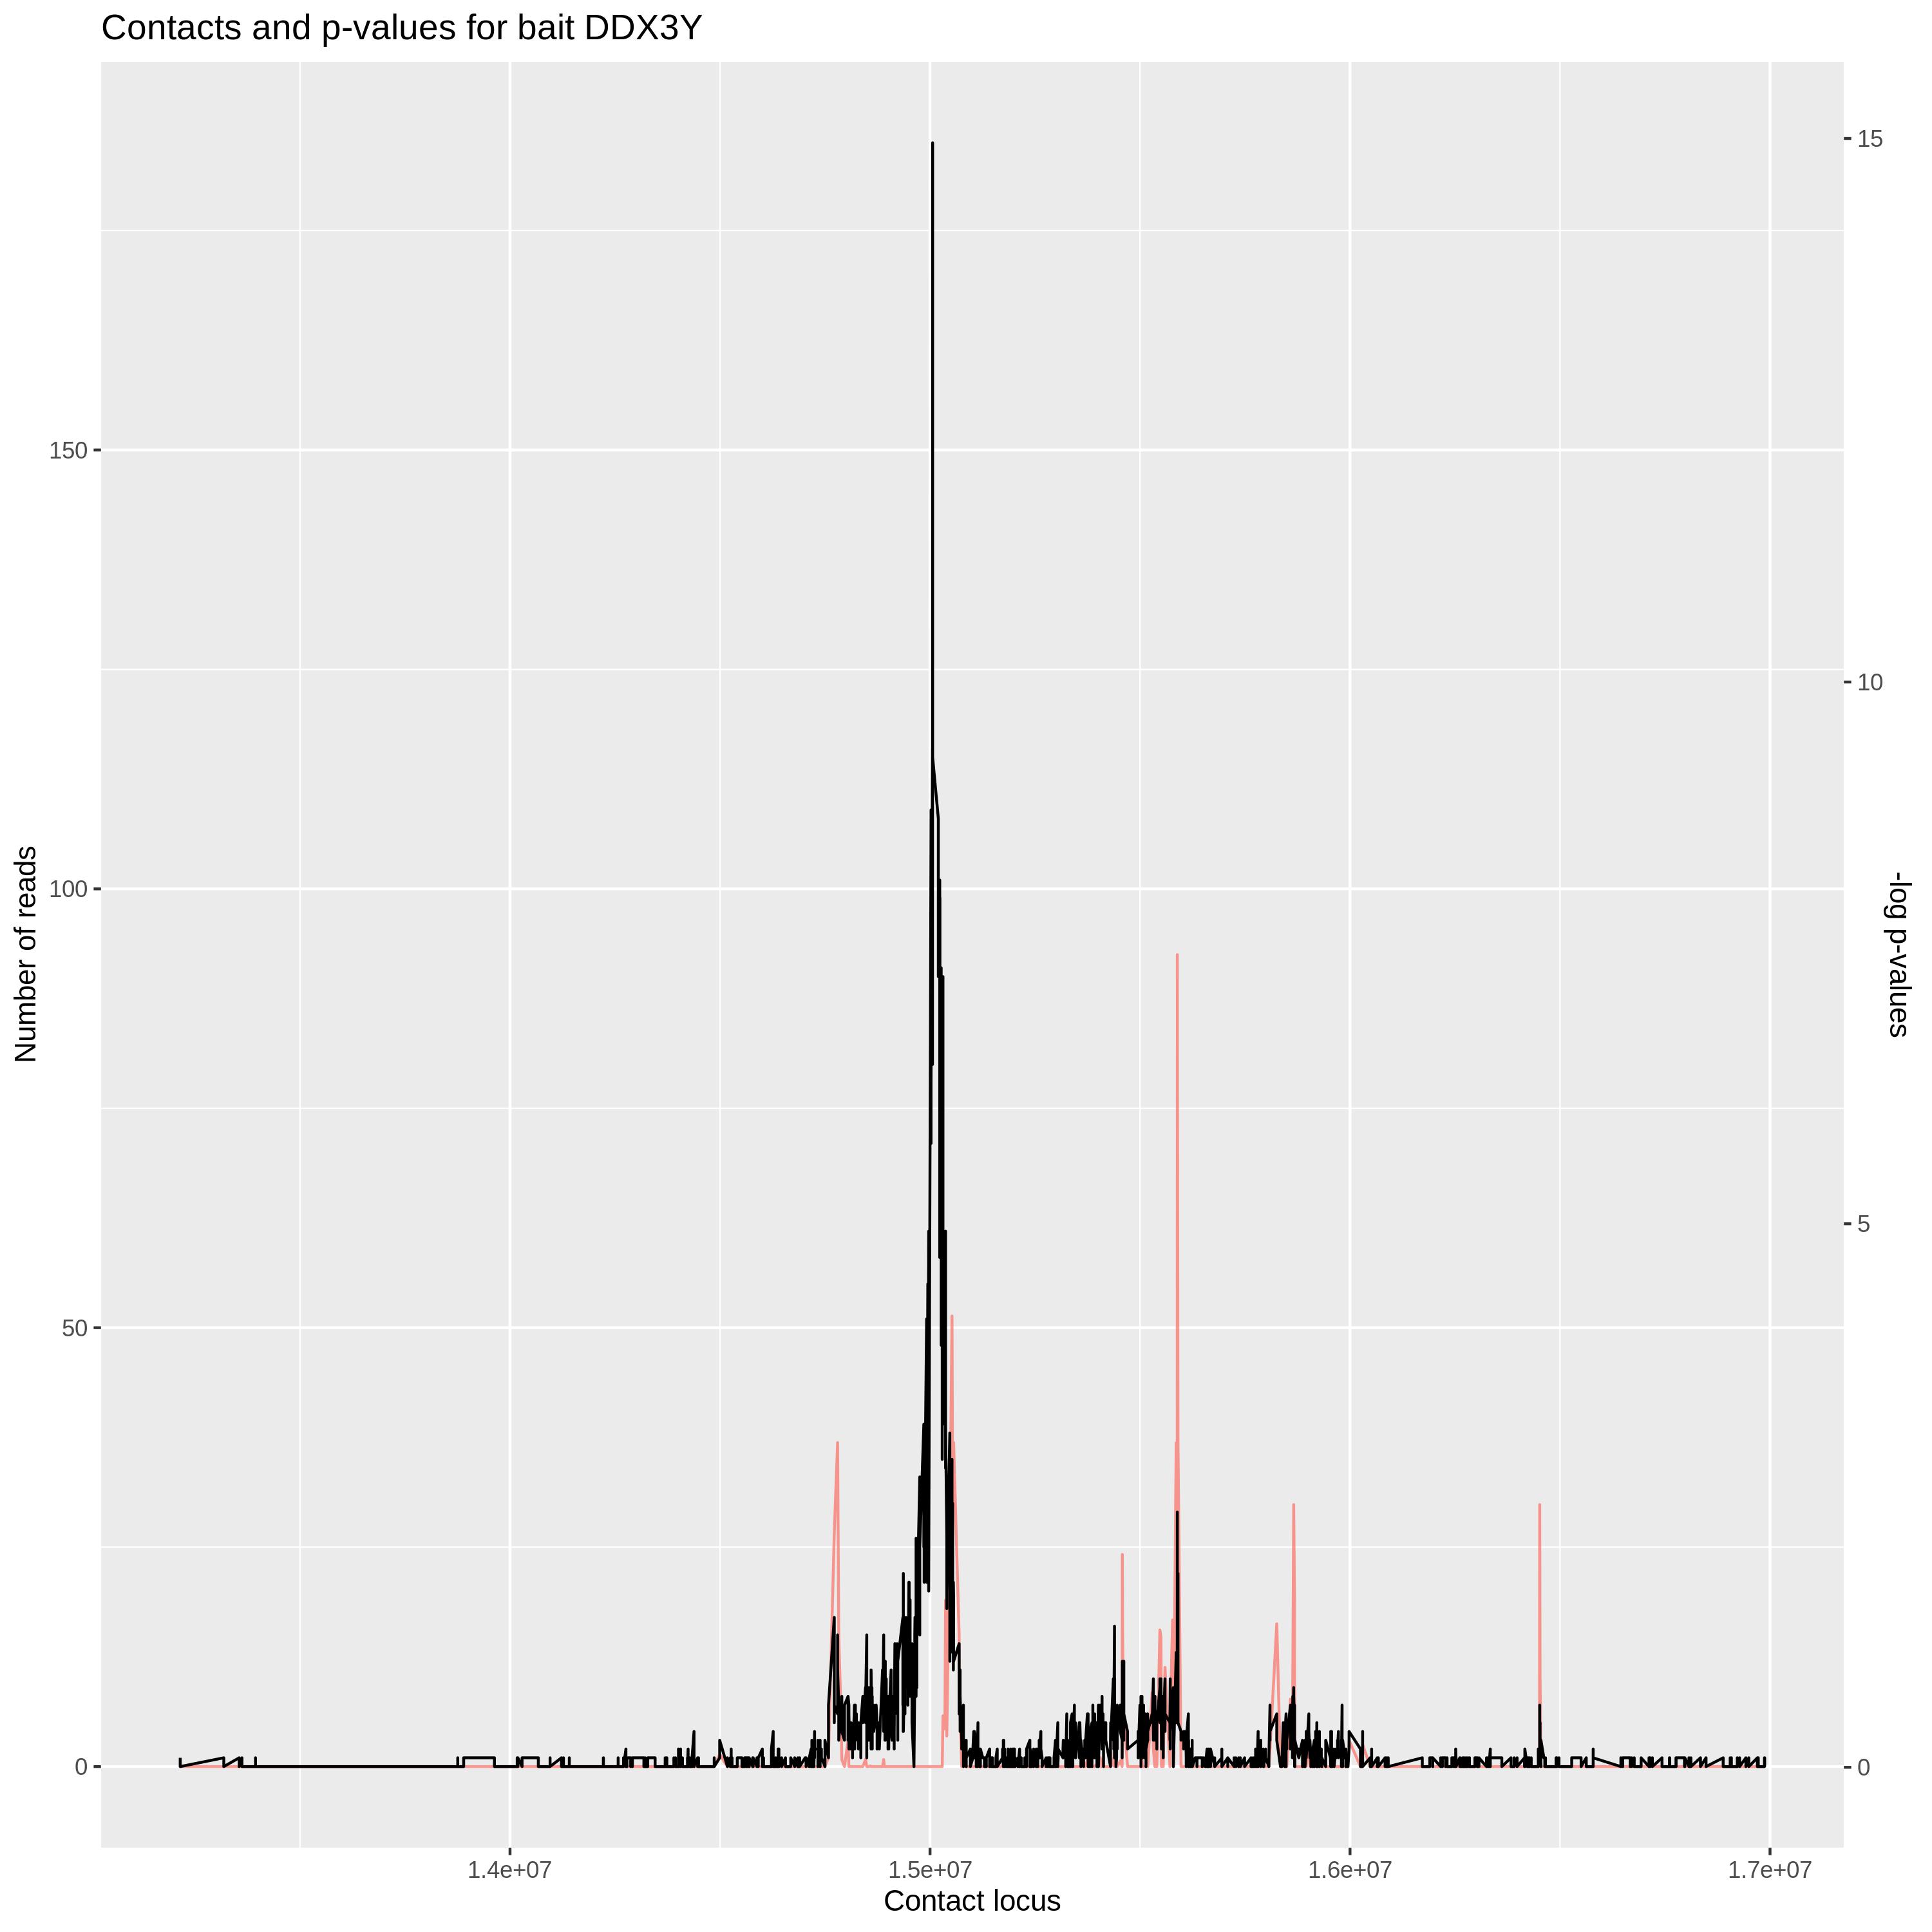 Contacts and p-values for bait DDX3Y
Number of reads
150
100
50
0
15
10
5
0
-log p-values
1.4e+07
1.5e+07
1.6e+07
1.7e+07
Contact locus